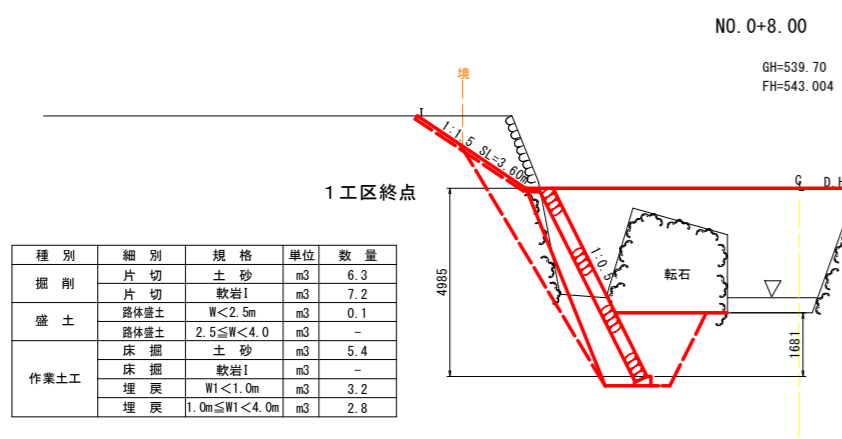 NO.0+8.00
GH=539.70
FH=543.004
境
1:1.5 SL=3.60m
1工区終点
1:0.5
転石
4985
1681
種 別 細 別 規 格 単位 数 量
掘 削 片 切 土 砂 m3 6.3
片 切 軟岩I m3 7.2
盛 土 路体盛土 W<2.5m m3 0.1
路体盛土 2.5≦W<4.0 m3 -
作業土工 床 掘 土 砂 m3 5.4
床 掘 軟岩I m3 -
埋 戻 W1<1.0m m3 3.2
埋 戻 1.0m≦W1<4.0m m3 2.8